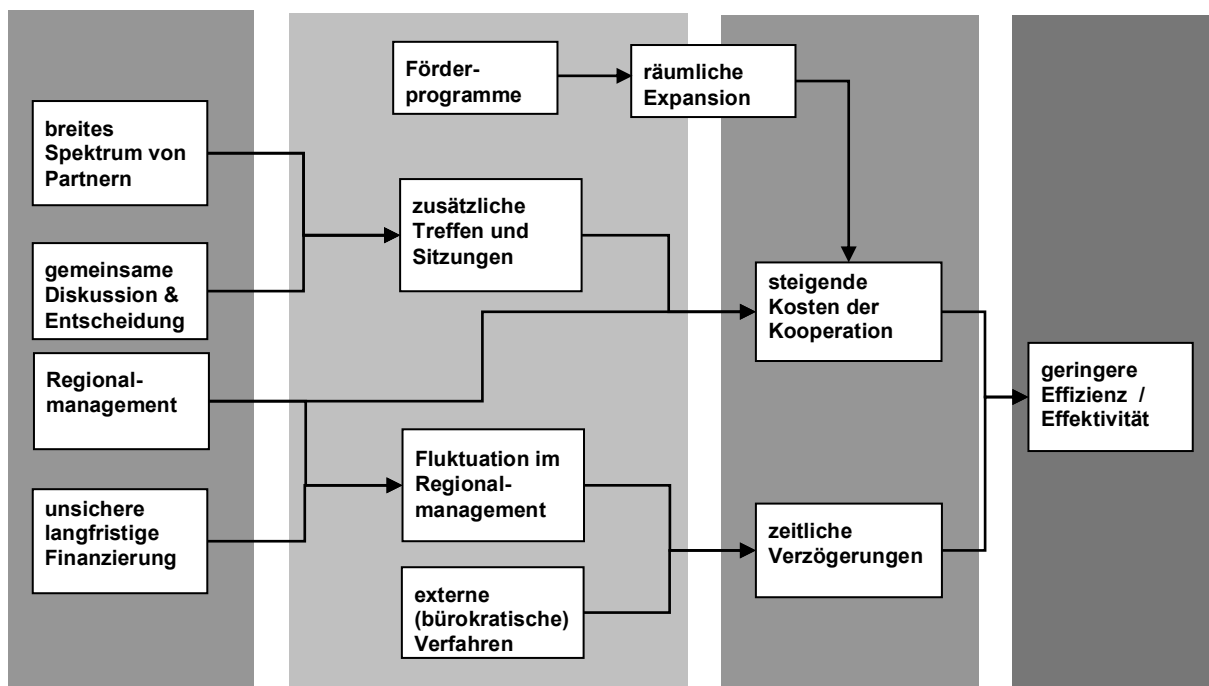 breites
Spektrum von
Partnern
gemeinsame
Diskussion &
Entscheidung
Regional-
management
unsichere
langfristige
Finanzierung
Förder-
programme
räumliche
Expansion
zusätzliche
Treffen und
Sitzungen
Fluktuation im
Regional-
management
externe
(bürokratische)
Verfahren
steigende
Kosten der
Kooperation
zeitliche
Verzögerungen
geringere
Effizienz /
Effektivität